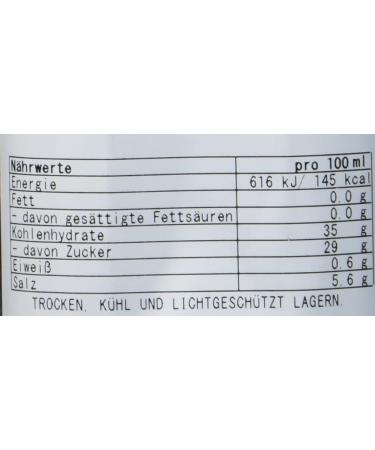 Nährwerte pro 100 ml
Energie 616 kJ/ 145 kcal
Fett 0.0 g
- davon gesättigte Fettsäuren 0.0 g
Kohlenhydrate 35 g
- davon Zucker 29 g
Eiweiß 0.6 g
Salz 5.6 g
TROCKEN, KÜHL UND LICHTGESCHÜTZT LAGERN.